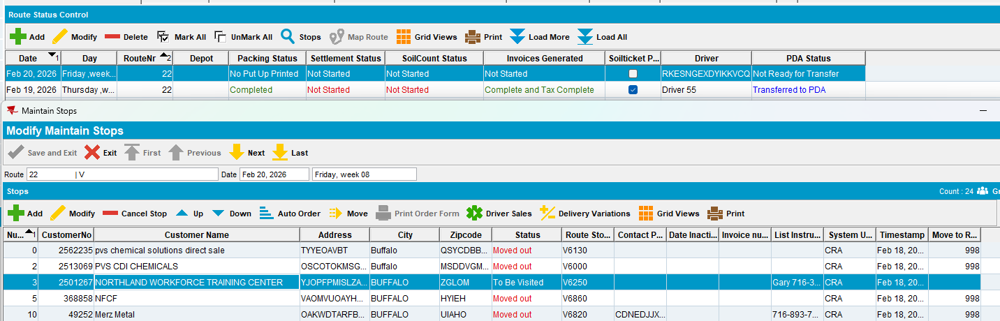 Route Status Control
Add Modify Delete Mark All UnMark All Stops Map Route Grid Views Print Load More Load All
Date 1 Day RouteNr 2 Depot Packing Status Settlement Status SoilCount Status Invoices Generated Soilticket P... Driver PDA Status
Feb 20, 2026 Friday ,week... 22 No Put Up Printed Not Started Not Started Not Started RKESNGEXDYIKKVCQ Not Ready for Transfer
Feb 19, 2026 Thursday ,w... 22 Completed Not Started Not Started Complete and Tax Complete Driver 55 Transferred to PDA
Maintain Stops
Modify Maintain Stops
Save and Exit Exit First Previous Next Last
Route 22 | V Date Feb 20, 2026 Friday, week 08
Stops Count : 24 Gr
Add Modify Cancel Stop Up Down Auto Order Move Print Order Form Driver Sales Delivery Variations Grid Views Print
Nu... 1 CustomerNo Customer Name Address City Zipcode Status Route Sto... Contact P... Date Inacti... Invoice nu... List Instru... System U... Timestamp Move to R...
0 2562235 pvs chemical solutions direct sale TYYEOAVBT Buffalo QSYCDBB... Moved out V6130 CRA Feb 18, 20... 998
2 2513069 PVS CDI CHEMICALS OSCOTOKMSG... Buffalo MSDDVGM... Moved out V6000 CRA Feb 18, 20... 998
3 2501267 NORTHLAND WORKFORCE TRAINING CENTER YJOPFPMISLZA... BUFFALO ZGLOM To Be Visited V6250 Gary 716-3... CRA Feb 18, 20...
5 368858 NFCF VAOMVUOAYH... BUFFALO HYIEH Moved out V6860 CRA Feb 18, 20... 998
10 49252 Merz Metal OAKWDTARFB... BUFFALO UIAHO Moved out V6820 CDNEDJJX... 716-893-7... CRA Feb 18, 20... 998